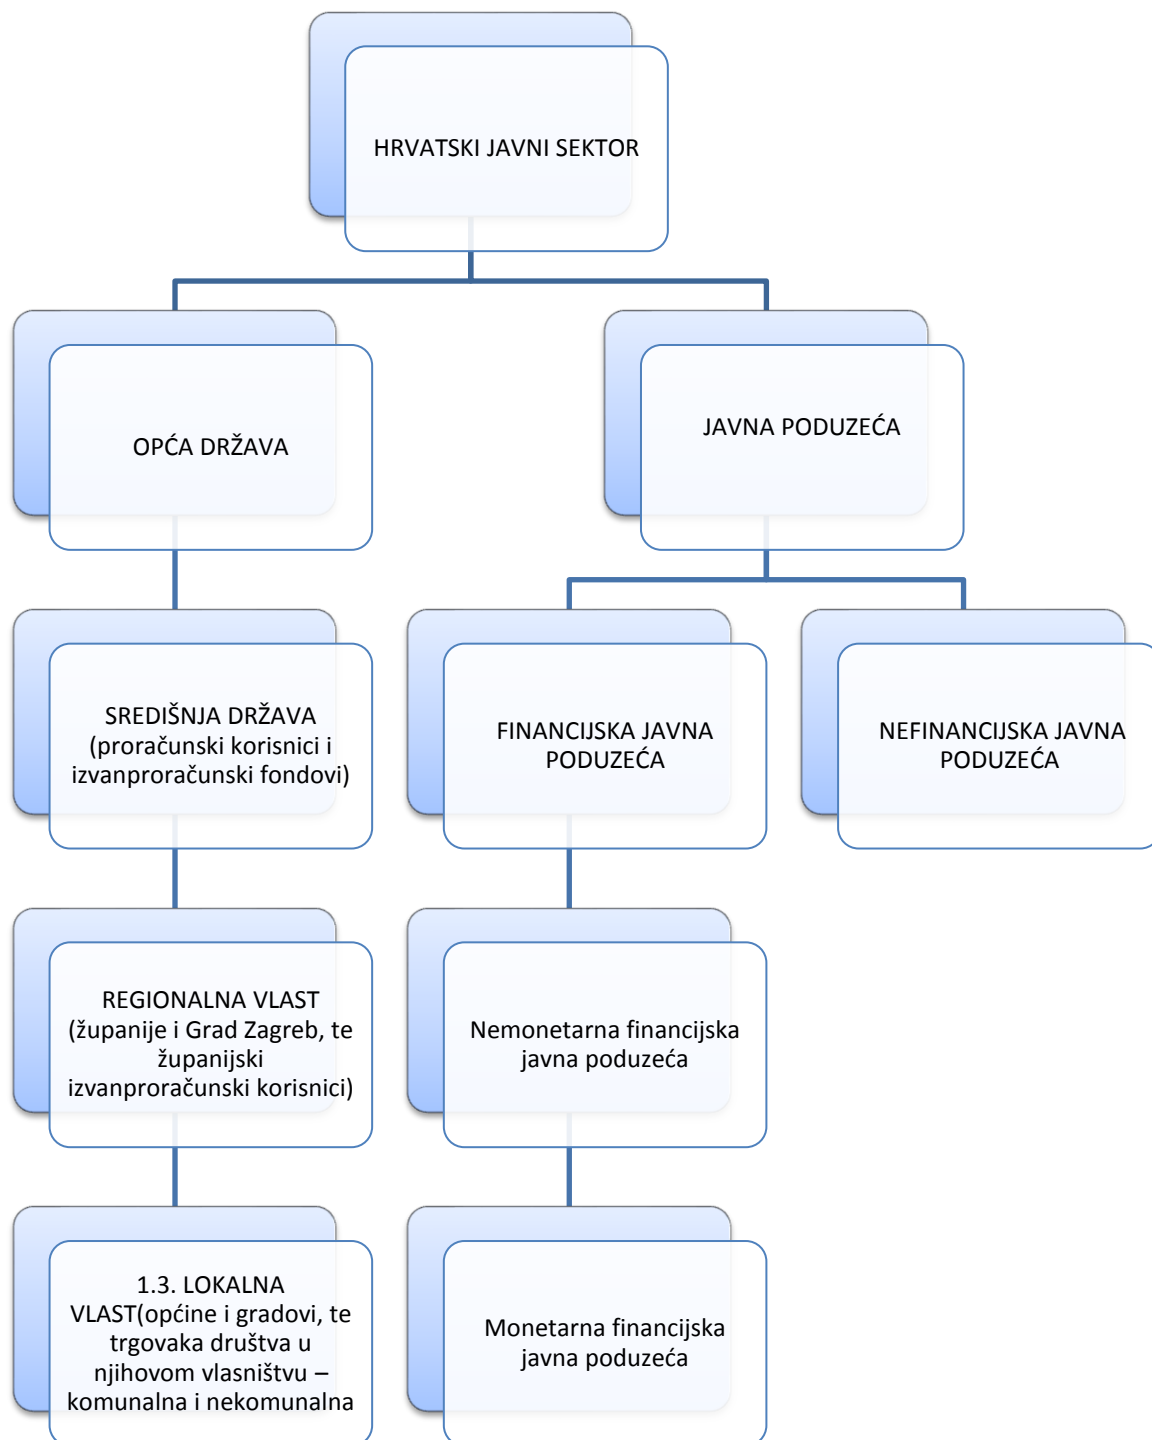 HRVATSKI JAVNI SEKTOR
OPĆA DRŽAVA
JAVNA PODUZEĆA
SREDIŠNJA DRŽAVA
(proračunski korisnici i
izvanproračunski fondovi)
FINANCIJSKA JAVNA
PODUZEĆA
NEFINANCIJSKA JAVNA
PODUZEĆA
REGIONALNA VLAST
(županije i Grad Zagreb, te
županijski
izvanproračunski korisnici)
Nemonetarna financijska
javna poduzeća
1.3. LOKALNA
VLAST(općine i gradovi, te
trgovaka društva u
njihovom vlasništvu –
komunalna i nekomunalna
Monetarna financijska
javna poduzeća